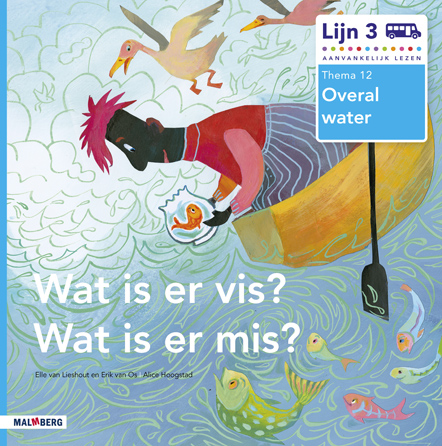 Lijn 3
AANVANKELIJK LEZEN
Thema 12
Overal
water
Wat is er vis?
Wat is er mis?
Elle van Lieshout en Erik van Os Alice Hoogstad
MALMBERG